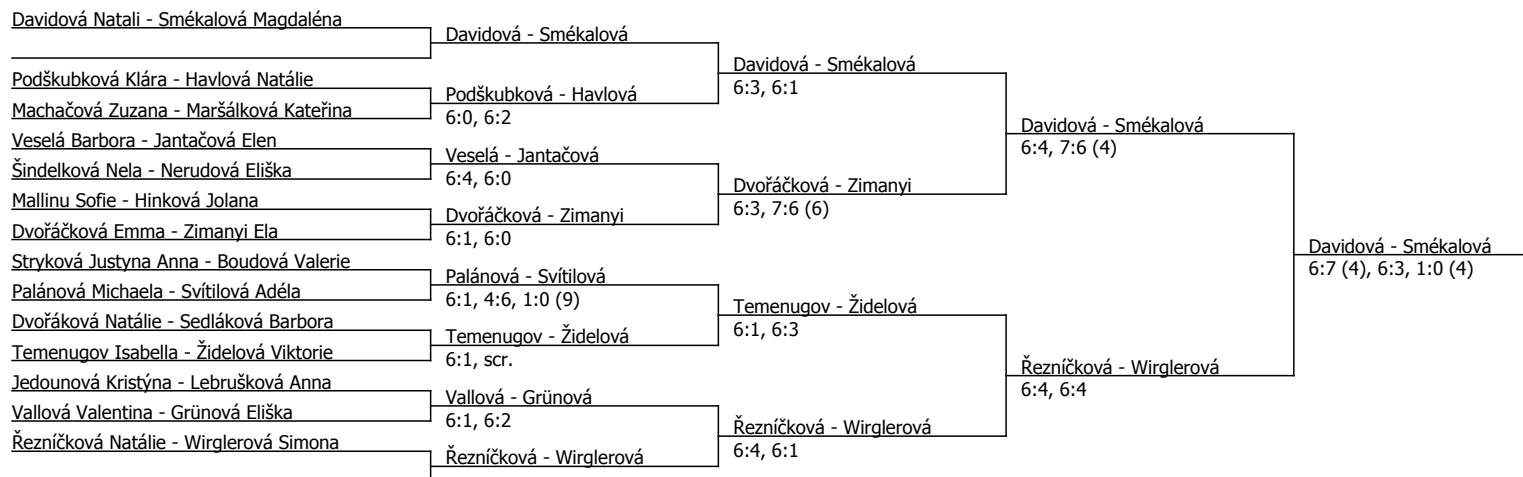 Davidová Natali - Smékalová Magdaléna
Podškubková Klára - Havlová Natálie
Machačová Zuzana - Maršálková Kateřina
Veselá Barbora - Jantačová Elen
Šindelková Nela - Nerudová Eliška
Mallinu Sofie - Hinková Jolana
Dvořáčková Emma - Zimanyi Ela
Stryková Justyna Anna - Boudová Valerie
Palánová Michaela - Svítilová Adéla
Dvořáková Natálie - Sedláková Barbora
Temenugov Isabella - Židelová Viktorie
Jedounová Kristýna - Lebrušková Anna
Vallová Valentina - Grünová Eliška
Řezníčková Natálie - Wirglerová Simona
Davidová - Smékalová
Podškubková - Havlová
6:0, 6:2
Veselá - Jantačová
6:4, 6:0
Dvořáčková - Zimanyi
6:1, 6:0
Palánová - Svítilová
6:1, 4:6, 1:0 (9)
Temenugov - Židelová
6:1, scr.
Vallová - Grünová
6:1, 6:2
Řezníčková - Wirglerová
Davidová - Smékalová
6:3, 6:1
Dvořáčková - Zimanyi
6:3, 7:6 (6)
Temenugov - Židelová
6:1, 6:3
Řezníčková - Wirglerová
6:4, 6:1
Davidová - Smékalová
6:4, 7:6 (4)
Řezníčková - Wirglerová
6:4, 6:4
Davidová - Smékalová
6:7 (4), 6:3, 1:0 (4)